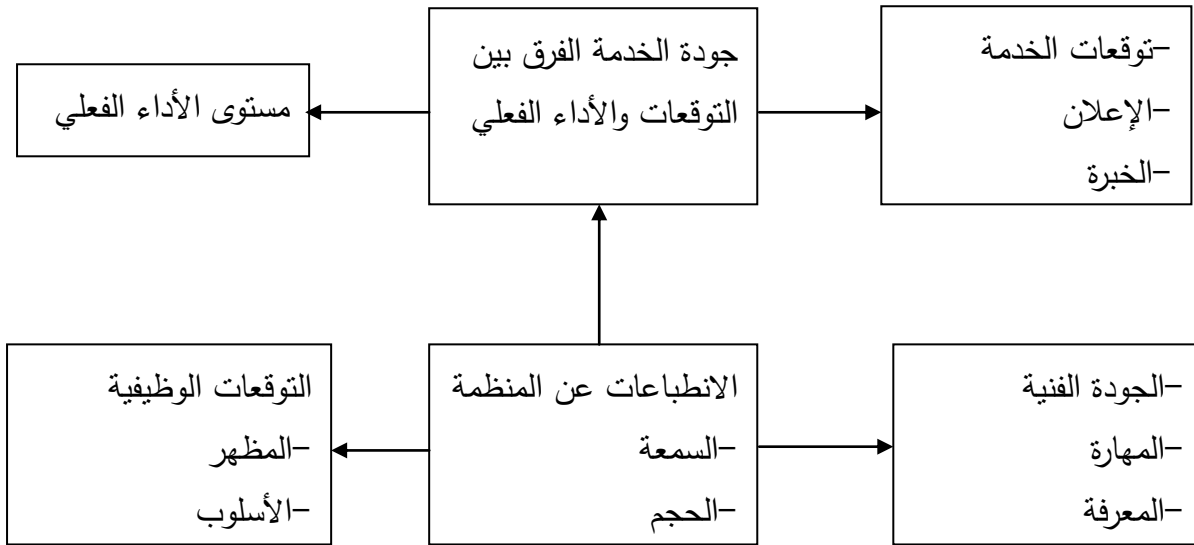 -توقعات الخدمة
-الإعلان
-الخبرة
جودة الخدمة الفرق بين
التوقعات والأداء الفعلي
مستوى الأداء الفعلي
-الجودة الفنية
-المهارة
-المعرفة
الانطباعات عن المنظمة
-السمعة
-الحجم
التوقعات الوظيفية
-المظهر
-الأسلوب